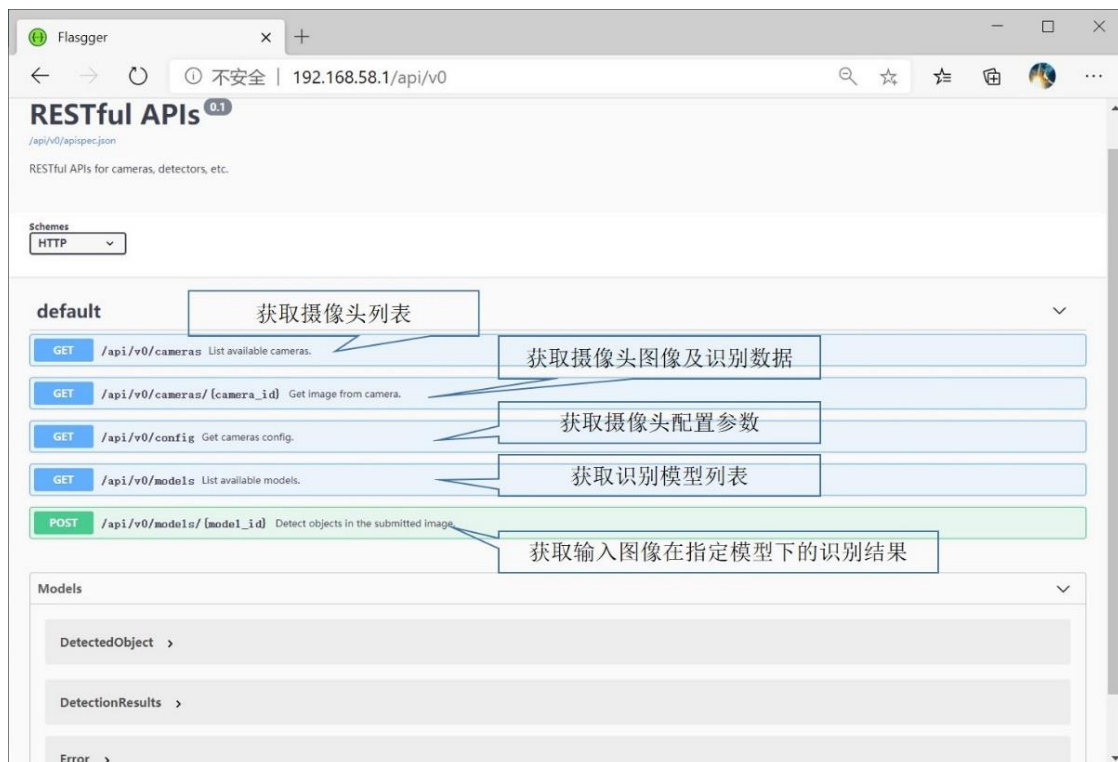 Flasgger
不安全 | 192.168.58.1/api/v0
RESTful APIs 0.1
/api/v0/apispec.json
RESTful APIs for cameras, detectors, etc.
Schemes
HTTP
default
获取摄像头列表
GET /api/v0/cameras List available cameras.
获取摄像头图像及识别数据
GET /api/v0/cameras/{camera_id} Get image from camera.
获取摄像头配置参数
GET /api/v0/config Get cameras config.
获取识别模型列表
GET /api/v0/models List available models.
POST /api/v0/models/{model_id} Detect objects in the submitted image.
获取输入图像在指定模型下的识别结果
Models
DetectedObject
DetectionResults
Error